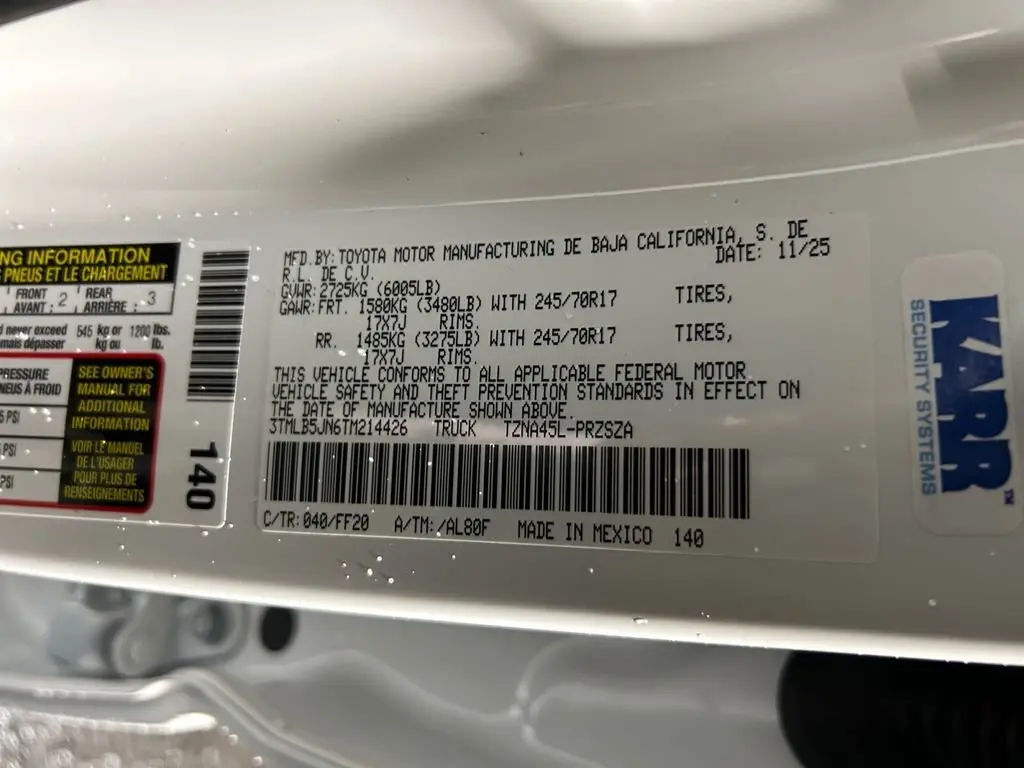 NG INFORMATION
PNEUS ET LE CHARGEMENT
FRONT
AVANT : 2
REAR
ARRIÈRE : 3
never exceed 545 kg or 1200 lbs.
mais dépasser kg ou lb.
PRESSURE
NEUS À FROID
PSI
PSI
PSI
SEE OWNER'S
MANUAL FOR
ADDITIONAL
INFORMATION
VOIR LE MANUEL
DE L'USAGER
POUR PLUS DE
RENSEIGNEMENTS
140
MFD. BY: TOYOTA MOTOR MANUFACTURING DE BAJA CALIFORNIA, S. DE
R.L. DE C.V. DATE: 11/25
GVWR: 2725KG (6005LB)
GAWR: FRT. 1580KG (3480LB) WITH 245/70R17 TIRES,
17X7J RIMS.
RR. 1485KG (3275LB) WITH 245/70R17 TIRES,
17X7J RIMS.
THIS VEHICLE CONFORMS TO ALL APPLICABLE FEDERAL MOTOR
VEHICLE SAFETY AND THEFT PREVENTION STANDARDS IN EFFECT ON
THE DATE OF MANUFACTURE SHOWN ABOVE.
3TMLB5JN6TM214426 TRUCK TZNA45L-PRZSZA
C/TR: 040/FF20 A/TM: /AL80F MADE IN MEXICO 140
KARR™
SECURITY SYSTEMS